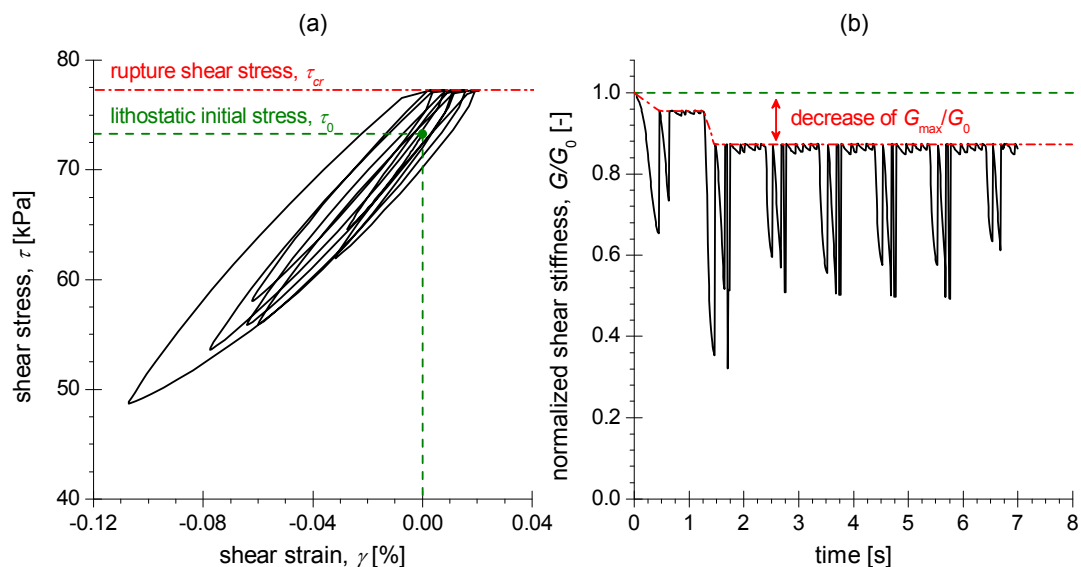 (a)
80
70
60
50
40
shear stress, τ [kPa]
rupture shear stress, τcr
lithostatic initial stress, τ0
-0.12
-0.08
-0.04
0.00
0.04
shear strain, γ [%]
(b)
1.0
0.8
0.6
0.4
0.2
0.0
normalized shear stiffness, G/G0 [-]
decrease of Gmax/G0
0
1
2
3
4
5
6
7
8
time [s]